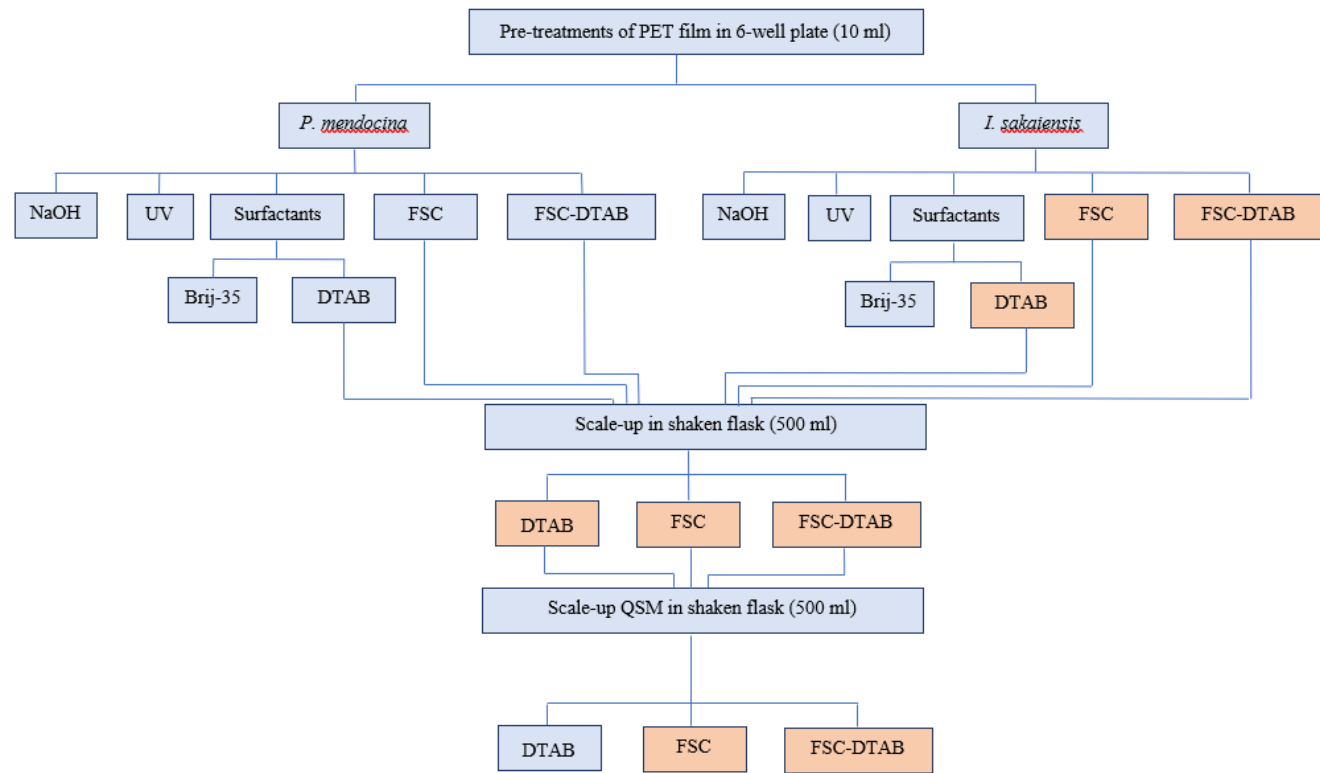 Pre-treatments of PET film in 6-well plate (10 ml)
P. mendocina
I. sakaiensis
NaOH
UV
Surfactants
FSC
FSC-DTAB
NaOH
UV
Surfactants
FSC
FSC-DTAB
Brij-35
DTAB
Brij-35
DTAB
Scale-up in shaken flask (500 ml)
DTAB
FSC
FSC-DTAB
Scale-up QSM in shaken flask (500 ml)
DTAB
FSC
FSC-DTAB